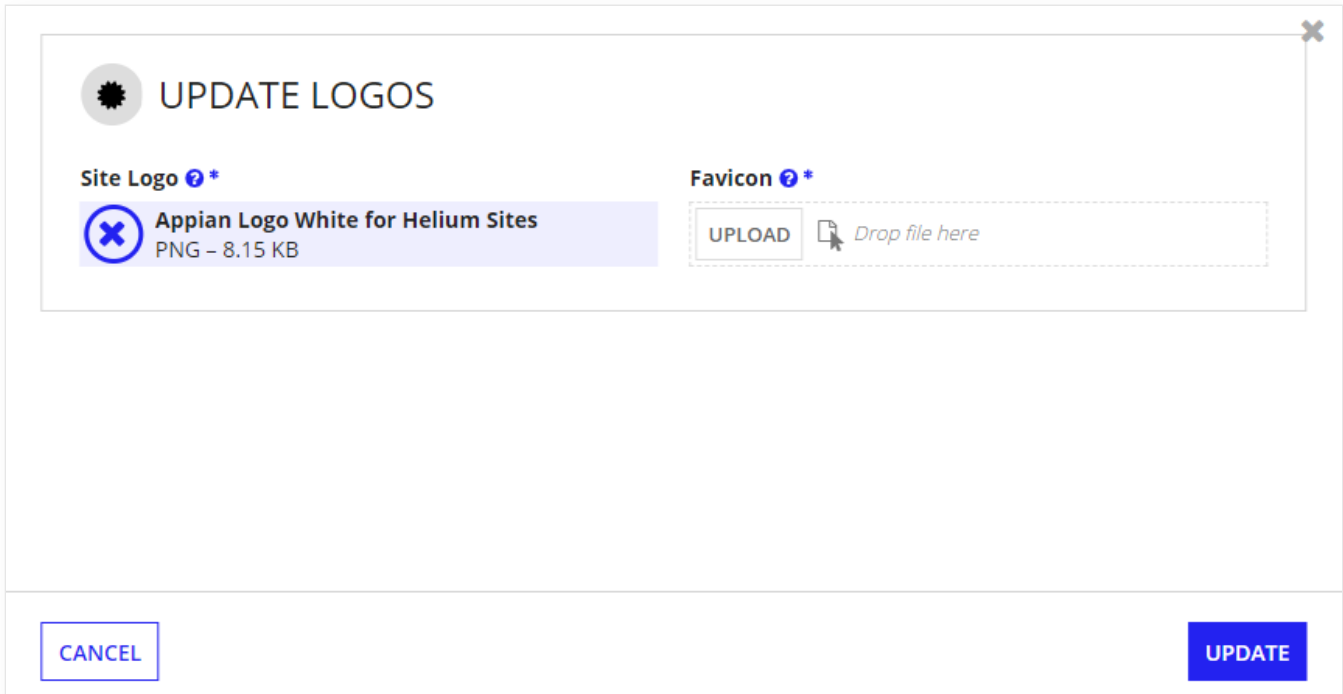 UPDATE LOGOS
Site Logo ? *
Favicon ? *
Appian Logo White for Helium Sites
PNG – 8.15 KB
UPLOAD Drop file here
CANCEL
UPDATE